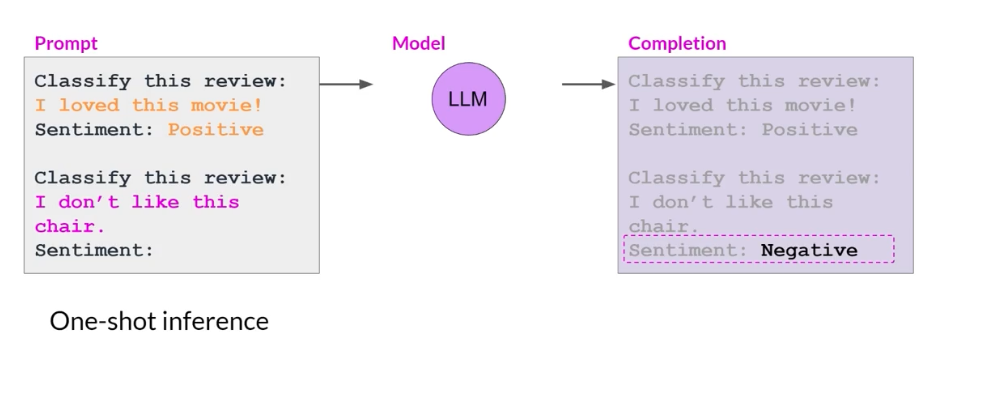 Prompt
Classify this review:
I loved this movie!
Sentiment: Positive
Classify this review:
I don’t like this
chair.
Sentiment:
Model
LLM
Completion
Classify this review:
I loved this movie!
Sentiment: Positive
Classify this review:
I don’t like this
chair.
Sentiment: Negative
One-shot inference